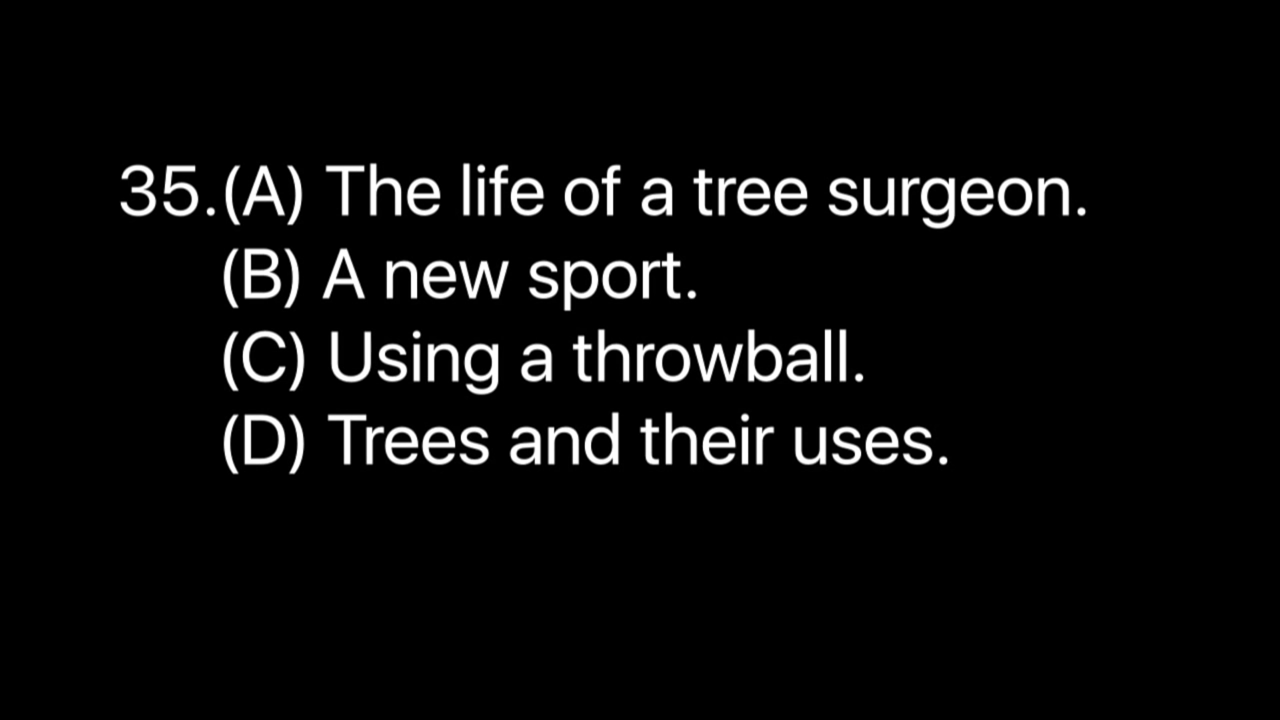 35.(A) The life of a tree surgeon.
(B) A new sport.
(C) Using a throwball.
(D) Trees and their uses.